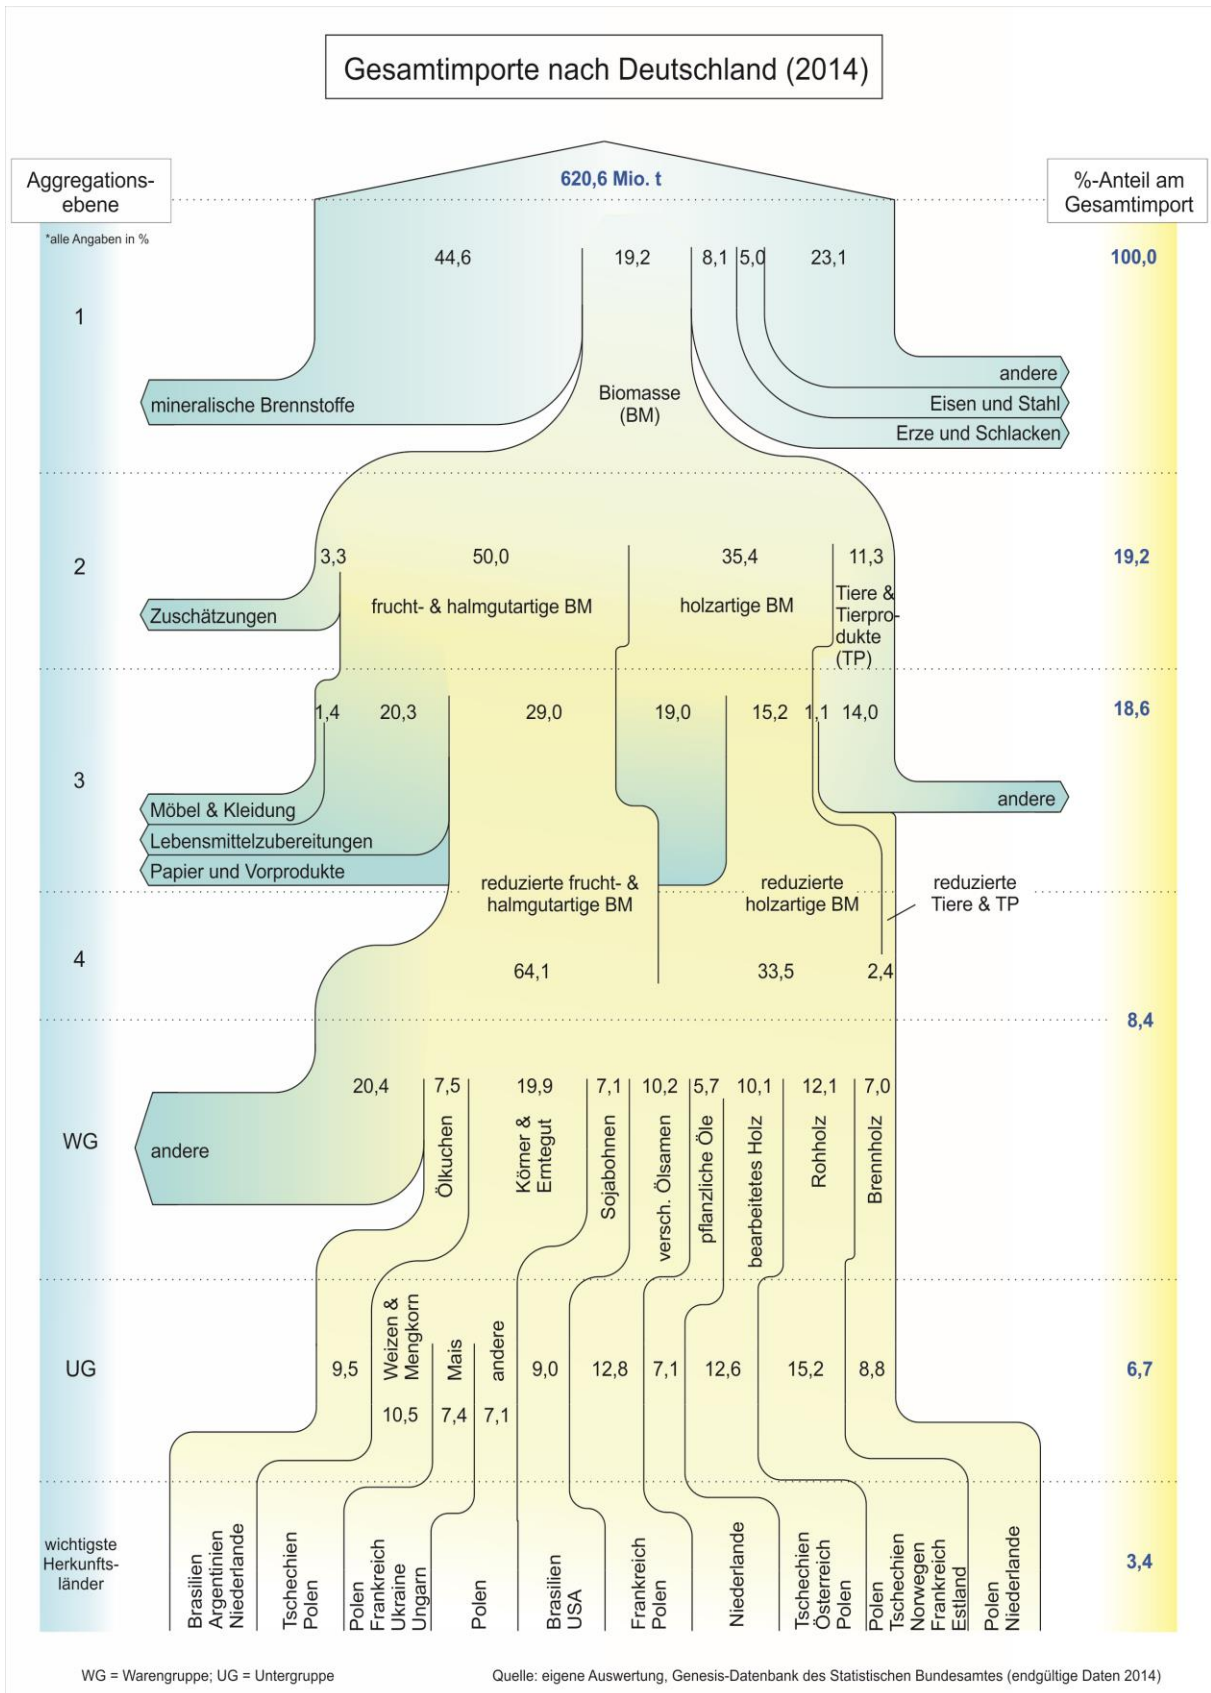 Gesamtimporte nach Deutschland (2014)
Aggregations-
ebene
620,6 Mio. t
%-Anteil am
Gesamtimport
*alle Angaben in %
44,6
19,2
8,1
5,0
23,1
100,0
1
andere
Biomasse
(BM)
mineralische Brennstoffe
Eisen und Stahl
Erze und Schlacken
2
3,3
50,0
35,4
11,3
19,2
frucht- & halmgutartige BM
holzartige BM
Tiere &
Tierpro-
dukte
(TP)
Zuschätzungen
1,4
20,3
29,0
19,0
15,2
1,1
14,0
18,6
3
andere
Möbel & Kleidung
Lebensmittelzubereitungen
Papier und Vorprodukte
reduzierte frucht- &
halmgutartige BM
reduzierte
holzartige BM
reduzierte
Tiere & TP
4
64,1
33,5
2,4
8,4
20,4
7,5
19,9
7,1
10,2
5,7
10,1
12,1
7,0
WG
andere
Ölkuchen
Körner &
Erntegut
Sojabohnen
versch. Ölsamen
pflanzliche Öle
bearbeitetes Holz
Rohholz
Brennholz
UG
9,5
Weizen &
Mengkorn
10,5
Mais
7,4
andere
7,1
9,0
12,8
7,1
12,6
15,2
8,8
6,7
wichtigste
Herkunfts-
länder
Brasilien
Argentinien
Niederlande
Tschechien
Polen
Polen
Frankreich
Ukraine
Ungarn
Polen
Brasilien
USA
Frankreich
Polen
Niederlande
Tschechien
Österreich
Polen
Polen
Tschechien
Norwegen
Frankreich
Estland
Polen
Niederlande
3,4
WG = Warengruppe; UG = Untergruppe
Quelle: eigene Auswertung, Genesis-Datenbank des Statistischen Bundesamtes (endgültige Daten 2014)